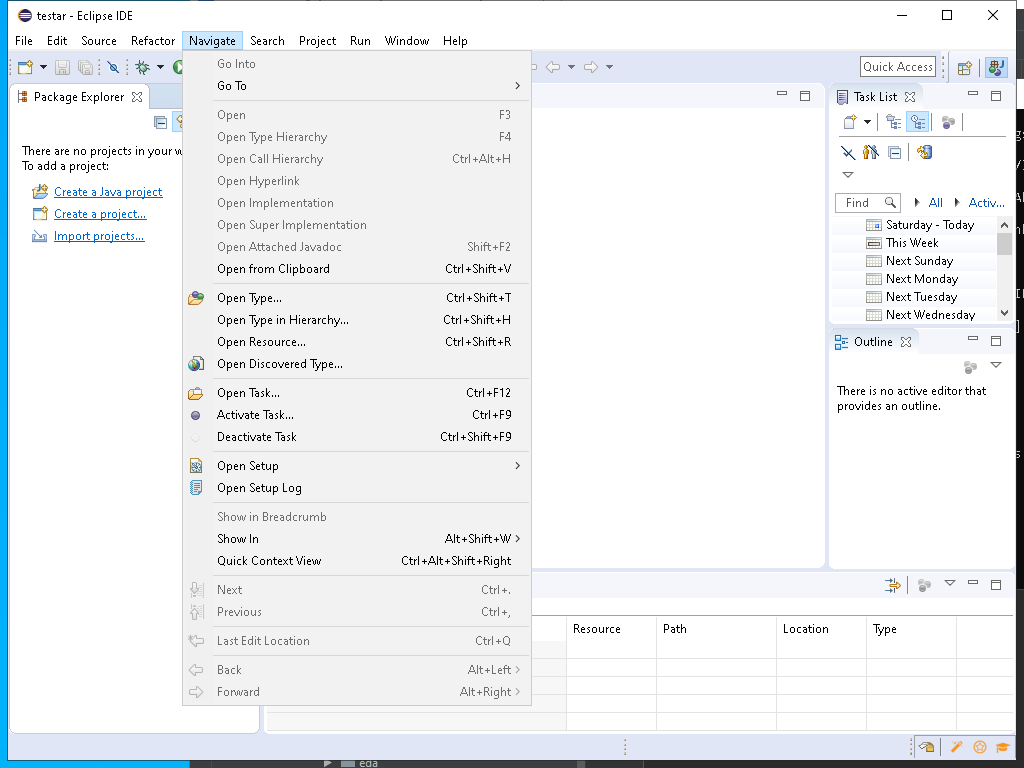 testar - Eclipse IDE
File Edit Source Refactor Navigate Search Project Run Window Help
Quick Access
Package Explorer
There are no projects in your w
To add a project:
Create a Java project
Create a project...
Import projects...
Go Into
Go To
Open F3
Open Type Hierarchy F4
Open Call Hierarchy Ctrl+Alt+H
Open Hyperlink
Open Implementation
Open Super Implementation
Open Attached Javadoc Shift+F2
Open from Clipboard Ctrl+Shift+V
Open Type... Ctrl+Shift+T
Open Type in Hierarchy... Ctrl+Shift+H
Open Resource... Ctrl+Shift+R
Open Discovered Type...
Open Task... Ctrl+F12
Activate Task... Ctrl+F9
Deactivate Task Ctrl+Shift+F9
Open Setup
Open Setup Log
Show in Breadcrumb
Show In Alt+Shift+W
Quick Context View Ctrl+Alt+Shift+Right
Next Ctrl+.
Previous Ctrl+,
Last Edit Location Ctrl+Q
Back Alt+Left
Forward Alt+Right
Task List
Find All Activ...
Saturday - Today
This Week
Next Sunday
Next Monday
Next Tuesday
Next Wednesday
Outline
There is no active editor that
provides an outline.
Resource Path Location Type
eda